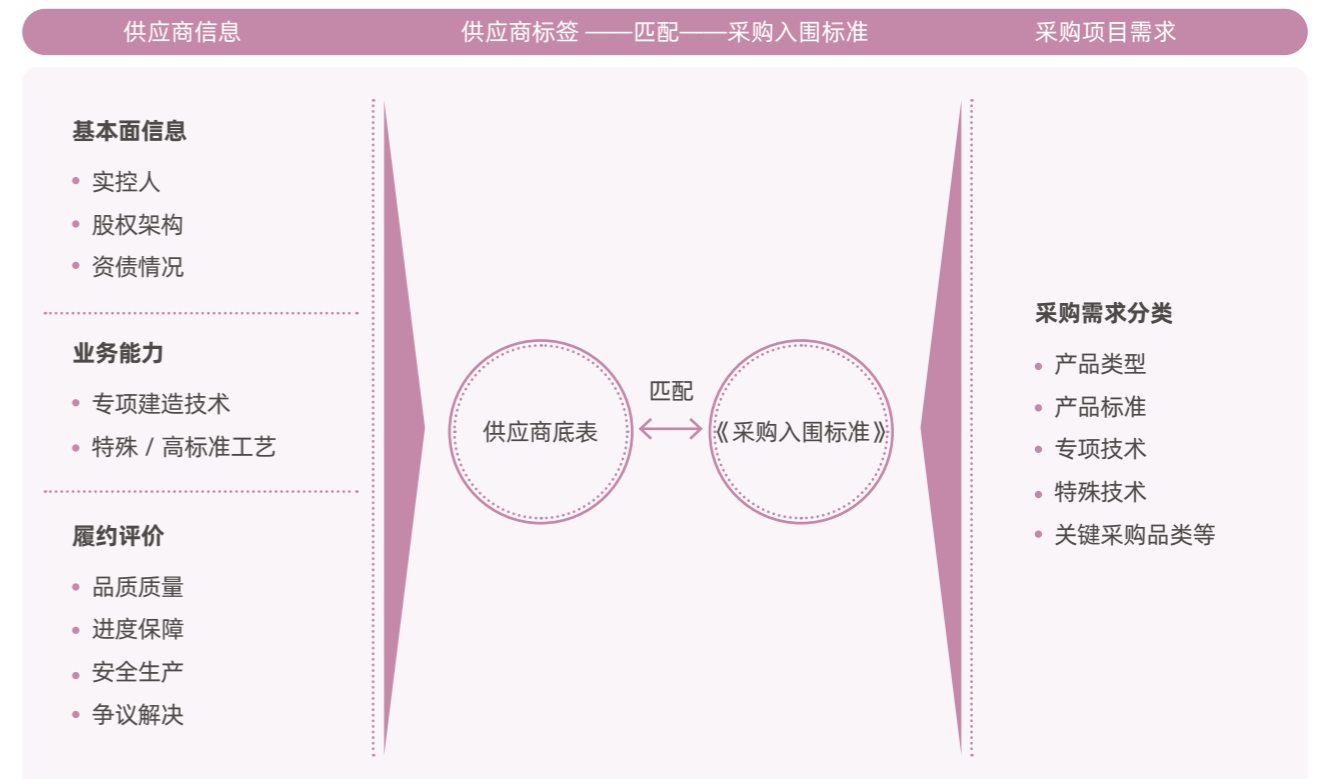 供应商信息
供应商标签 ——匹配——采购入围标准
采购项目需求
基本面信息
• 实控人
• 股权架构
• 资债情况
业务能力
• 专项建造技术
• 特殊 / 高标准工艺
履约评价
• 品质质量
• 进度保障
• 安全生产
• 争议解决
供应商底表
匹配
《采购入围标准》
采购需求分类
• 产品类型
• 产品标准
• 专项技术
• 特殊技术
• 关键采购品类等